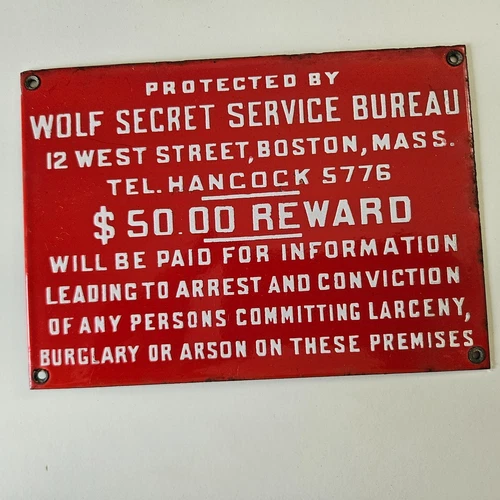 PROTECTED BY
WOLF SECRET SERVICE BUREAU
12 WEST STREET, BOSTON, MASS.
TEL. HANCOCK 5776
$50.00 REWARD
WILL BE PAID FOR INFORMATION
LEADING TO ARREST AND CONVICTION
OF ANY PERSONS COMMITTING LARCENY,
BURGLARY OR ARSON ON THESE PREMISES